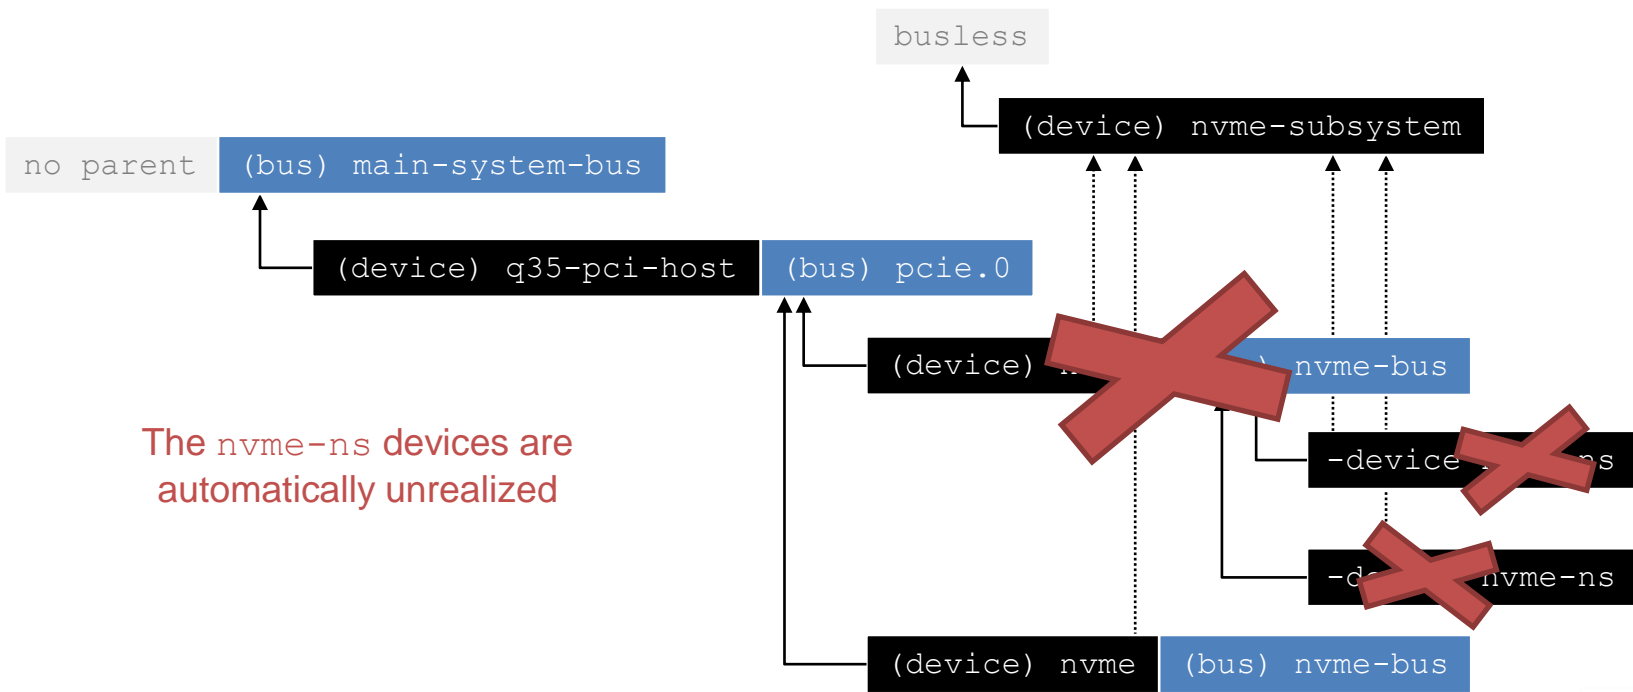 busless
(device) nvme-subsystem
no parent (bus) main-system-bus
(device) q35-pci-host (bus) pcie.0
(device) nvme-bus
The nvme-ns devices are
automatically unrealized
-device
nvme-ns
(device) nvme (bus) nvme-bus